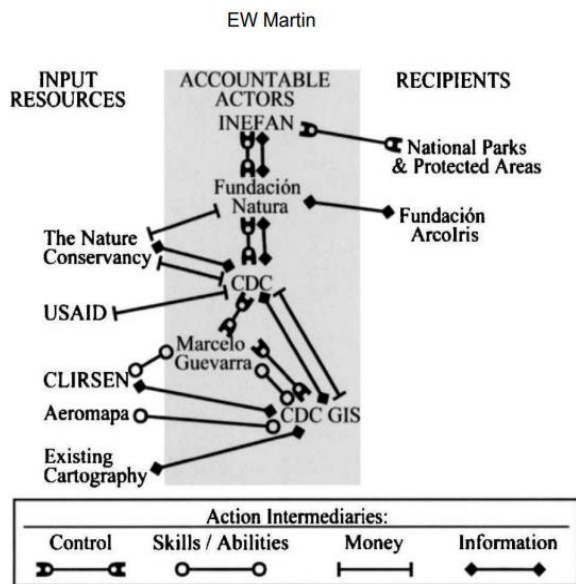 EW Martin
INPUT
RESOURCES
ACCOUNTABLE
ACTORS
RECIPIENTS
INEFAN
National Parks
& Protected Areas
Fundación
Natura
Fundación
ArcoIris
The Nature
Conservancy
CDC
USAID
Marcelo
Guevarra
CLIRSEN
Aeromapa
CDC GIS
Existing
Cartography
Action Intermediaries:
Control Skills / Abilities Money Information